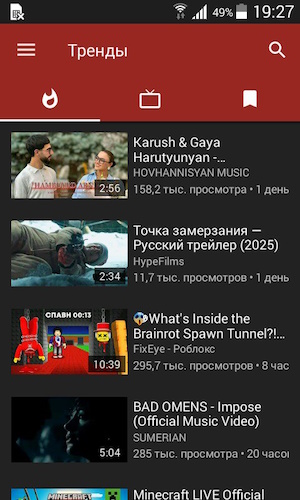 49% 19:27
Тренды
Karush & Gaya
Harutyunyan -...
HOVHANNISYAN MUSIC
158,2 тыс. просмотра • 1 день
2:56
Точка замерзания —
Русский трейлер (2025)
HypeFilms
11,7 тыс. просмотров • 1 день
2:34
СПАВН 00:13
😱What's Inside the
Brainrot Spawn Tunnel?!...
FixEye - Роблокс
295,7 тыс. просмотров • 8 час
10:39
BAD OMENS - Impose
(Official Music Video)
SUMERIAN
285 тыс. просмотра • 20 часо
5:04
MINECRAFT
Minecraft LIVE Official